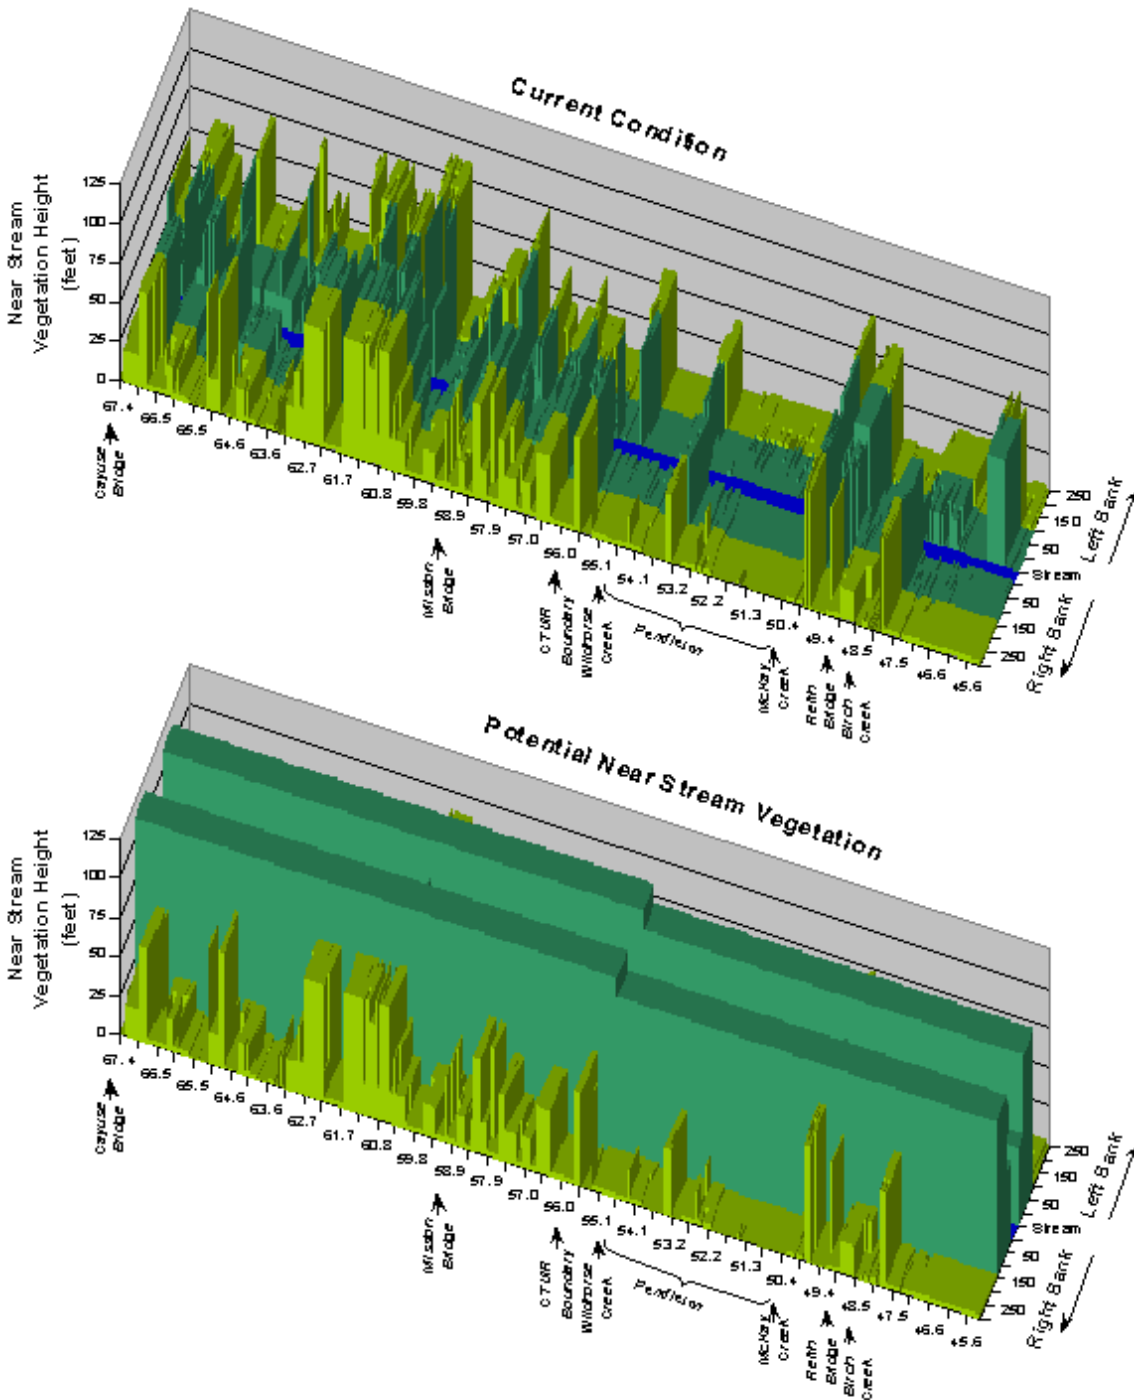 Current Condition
Near Stream
Vegetation Height
(feet)
125
100
75
50
25
0
67.4
66.5
65.5
64.6
63.6
62.7
61.7
60.8
59.8
58.9
57.9
57.0
56.0
55.1
54.1
53.2
52.2
51.3
50.4
49.4
48.5
47.5
46.6
45.6
250
150
50
Stream
50
150
250
Left Bank
Right Bank
Cayuse
Bridge
Mission
Bridge
CTUIR
Boundary
Wildhorse
Creek
Pendleton
McKay
Creek
Reith
Bridge
Birch
Creek
Potential Near Stream Vegetation
Near Stream
Vegetation Height
(feet)
125
100
75
50
25
0
67.4
66.5
65.5
64.6
63.6
62.7
61.7
60.8
59.8
58.9
57.9
57.0
56.0
55.1
54.1
53.2
52.2
51.3
50.4
49.4
48.5
47.5
46.6
45.6
250
150
50
Stream
50
150
250
Left Bank
Right Bank
Cayuse
Bridge
Mission
Bridge
CTUIR
Boundary
Wildhorse
Creek
Pendleton
McKay
Creek
Reith
Bridge
Birch
Creek